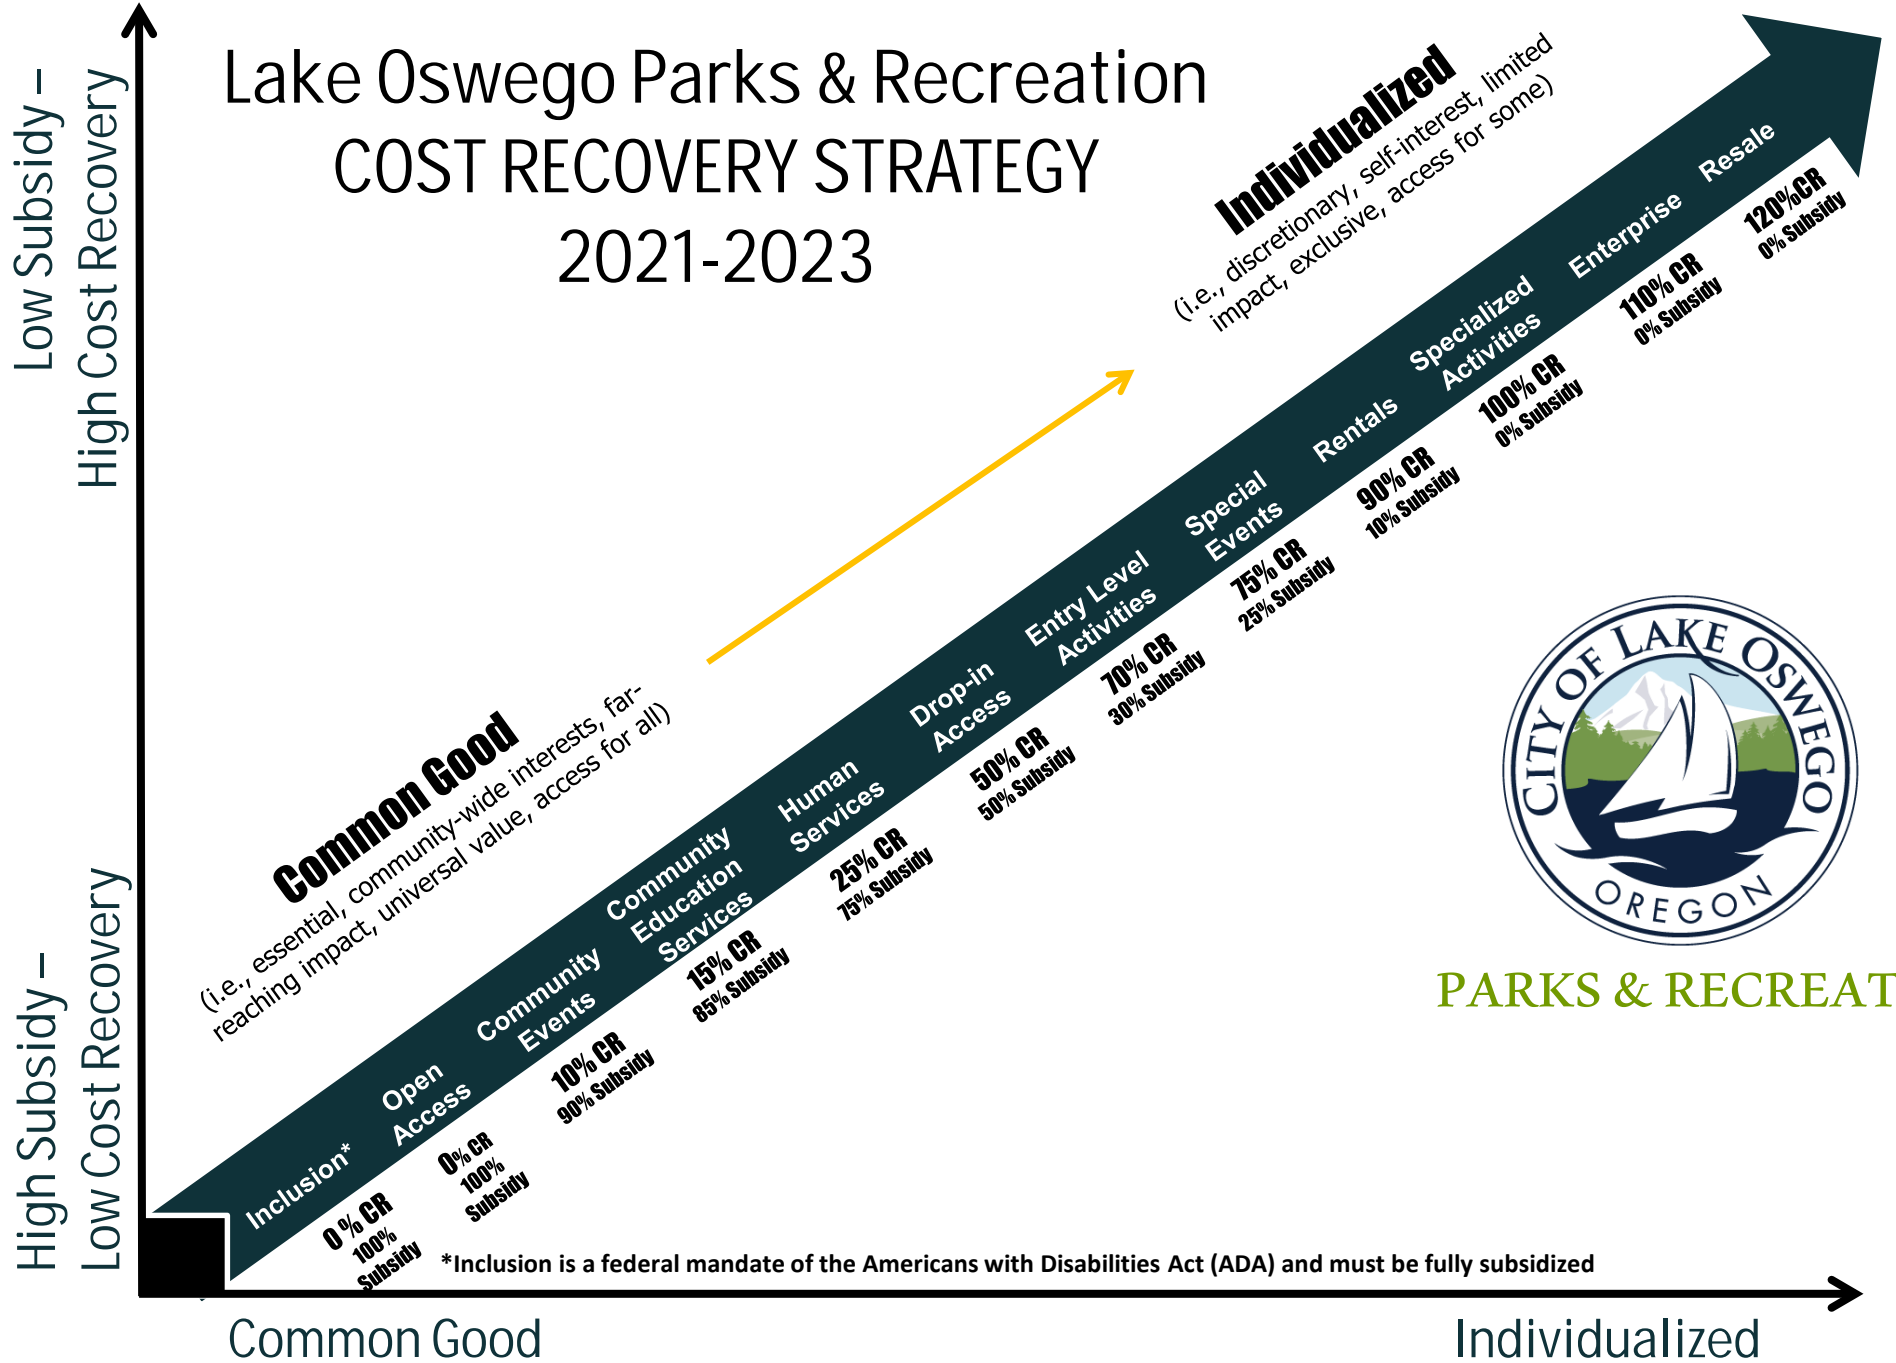 Lake Oswego Parks & Recreation
COST RECOVERY STRATEGY
2021-2023
Low Subsidy –
High Cost Recovery
High Subsidy –
Low Cost Recovery
Individualized
(i.e., discretionary, self-interest, limited
impact, exclusive, access for some)
Common Good
(i.e., essential, community-wide interests, far-
reaching impact, universal value, access for all)
Inclusion*
0 % CR
100%
Subsidy
Open
Access
0% CR
100%
Subsidy
Community
Events
10% CR
90% Subsidy
Community
Education
Services
15% CR
85% Subsidy
Human
Services
25% CR
75% Subsidy
Drop-in
Access
50% CR
50% Subsidy
Entry Level
Activities
70% CR
30% Subsidy
Special
Events
75% CR
25% Subsidy
Rentals
90% CR
10% Subsidy
Specialized
Activities
100% CR
0% Subsidy
Enterprise
110% CR
0% Subsidy
Resale
120%CR
0% Subsidy
CITY OF LAKE OSWEGO
OREGON
PARKS & RECREAT
*Inclusion is a federal mandate of the Americans with Disabilities Act (ADA) and must be fully subsidized
Common Good
Individualized